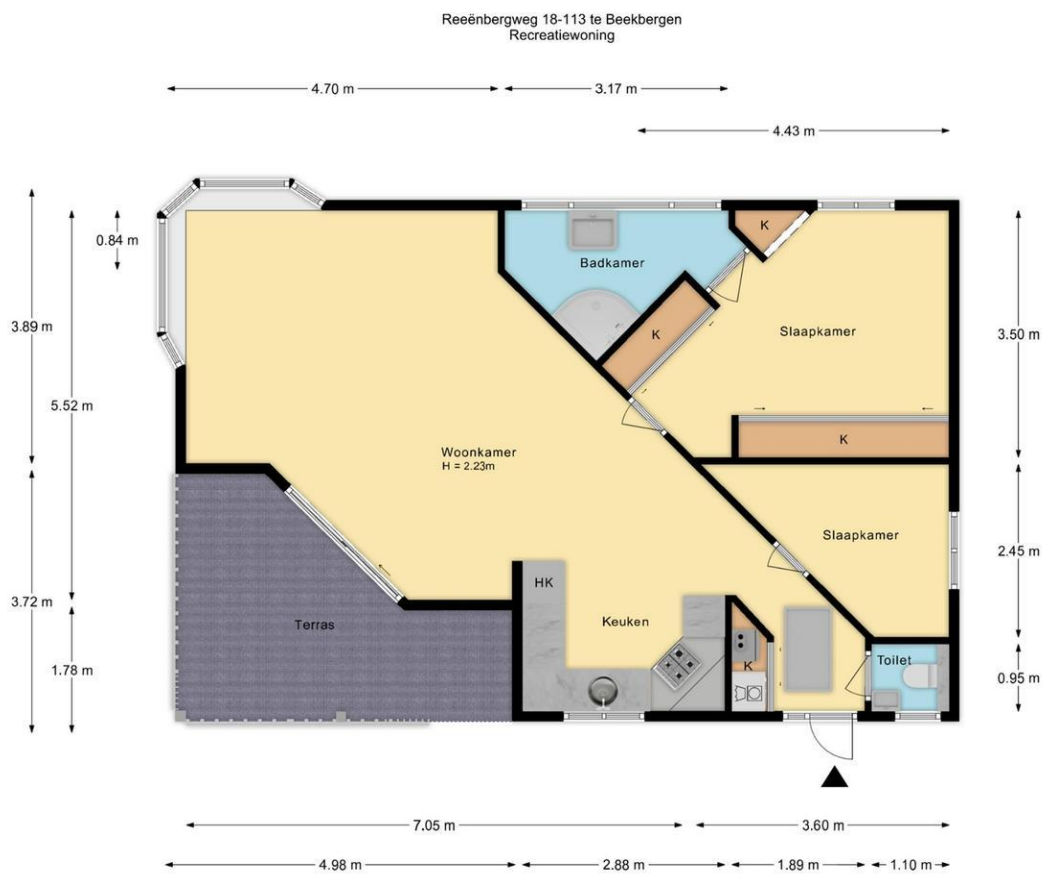 Reeënbergweg 18-113 te Beekbergen
Recreatiewoning
4.70 m
3.17 m
4.43 m
0.84 m
K
Badkamer
3.89 m
K
Slaapkamer
3.50 m
5.52 m
K
Woonkamer
H = 2.23m
Slaapkamer
2.45 m
HK
3.72 m
Terras
Keuken
1.78 m
K
Toilet
0.95 m
7.05 m
3.60 m
4.98 m
2.88 m
1.89 m
1.10 m